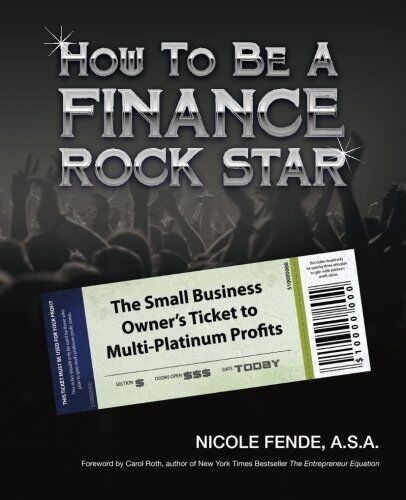 HOW TO BE A
FINANCE
ROCK STAR
The Small Business
Owner's Ticket to
Multi-Platinum Profits
SECTION $ DOORS OPEN $$$ DATE TODAY
THIS TICKET MUST BE USED FOR YOUR PROFIT
$10000000
$10000000
NICOLE FENDE, A.S.A.
Foreword by Carol Roth, author of New York Times Bestseller The Entrepreneur Equation